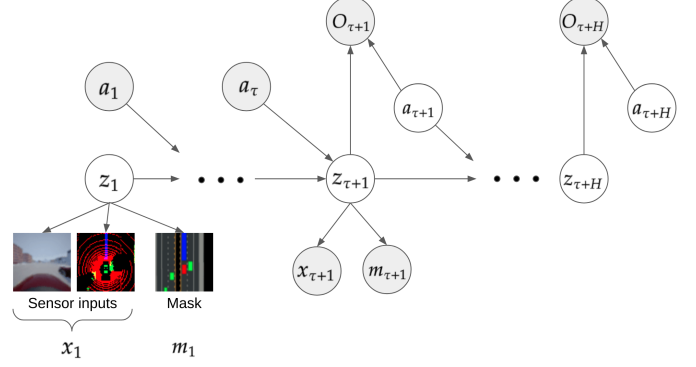 O_{τ+1} O_{τ+H}
a_1 a_τ a_{τ+1} a_{τ+H}
z_1 • • • z_{τ+1} • • • z_{τ+H}
x_{τ+1} m_{τ+1}
Sensor inputs Mask
x_1 m_1